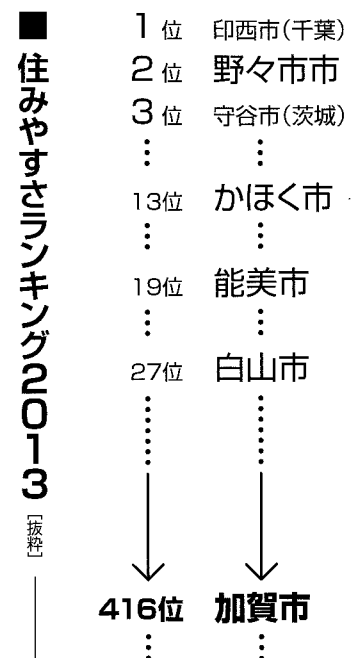 ■住みやすさランキング2013[抜粋]
1位 印西市(千葉)
2位 野々市市
3位 守谷市(茨城)
13位 かほく市
19位 能美市
27位 白山市
416位 加賀市